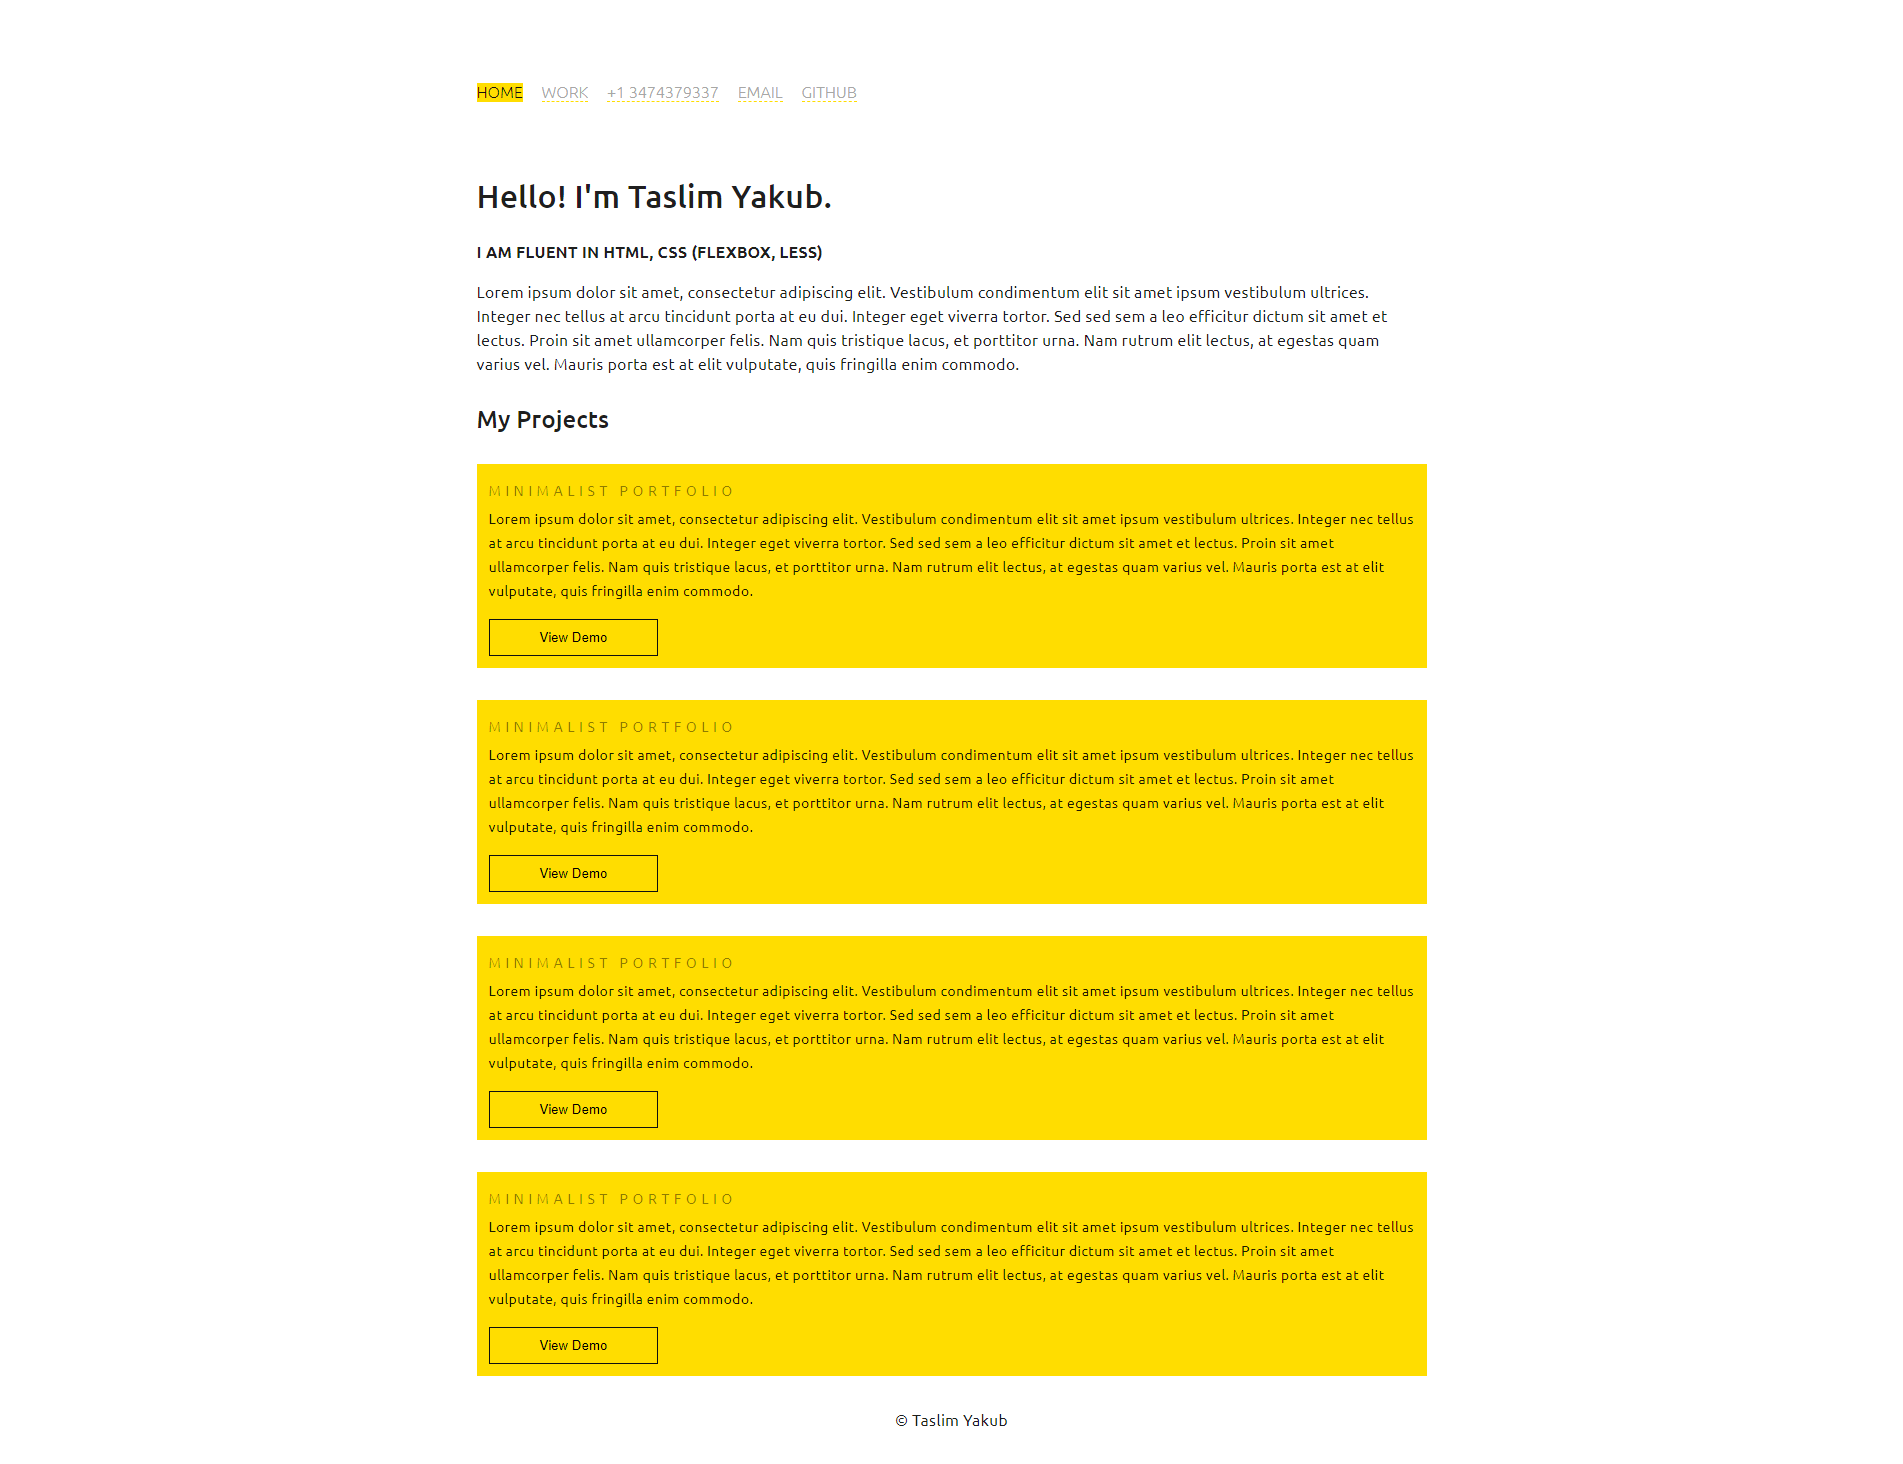 HOME WORK +1 3474379337 EMAIL GITHUB
Hello! I'm Taslim Yakub.
I AM FLUENT IN HTML, CSS (FLEXBOX, LESS)
Lorem ipsum dolor sit amet, consectetur adipiscing elit. Vestibulum condimentum elit sit amet ipsum vestibulum ultrices.
Integer nec tellus at arcu tincidunt porta at eu dui. Integer eget viverra tortor. Sed sed sem a leo efficitur dictum sit amet et
lectus. Proin sit amet ullamcorper felis. Nam quis tristique lacus, et porttitor urna. Nam rutrum elit lectus, at egestas quam
varius vel. Mauris porta est at elit vulputate, quis fringilla enim commodo.
My Projects
MINIMALIST PORTFOLIO
Lorem ipsum dolor sit amet, consectetur adipiscing elit. Vestibulum condimentum elit sit amet ipsum vestibulum ultrices. Integer nec tellus
at arcu tincidunt porta at eu dui. Integer eget viverra tortor. Sed sed sem a leo efficitur dictum sit amet et lectus. Proin sit amet
ullamcorper felis. Nam quis tristique lacus, et porttitor urna. Nam rutrum elit lectus, at egestas quam varius vel. Mauris porta est at elit
vulputate, quis fringilla enim commodo.
View Demo
MINIMALIST PORTFOLIO
Lorem ipsum dolor sit amet, consectetur adipiscing elit. Vestibulum condimentum elit sit amet ipsum vestibulum ultrices. Integer nec tellus
at arcu tincidunt porta at eu dui. Integer eget viverra tortor. Sed sed sem a leo efficitur dictum sit amet et lectus. Proin sit amet
ullamcorper felis. Nam quis tristique lacus, et porttitor urna. Nam rutrum elit lectus, at egestas quam varius vel. Mauris porta est at elit
vulputate, quis fringilla enim commodo.
View Demo
MINIMALIST PORTFOLIO
Lorem ipsum dolor sit amet, consectetur adipiscing elit. Vestibulum condimentum elit sit amet ipsum vestibulum ultrices. Integer nec tellus
at arcu tincidunt porta at eu dui. Integer eget viverra tortor. Sed sed sem a leo efficitur dictum sit amet et lectus. Proin sit amet
ullamcorper felis. Nam quis tristique lacus, et porttitor urna. Nam rutrum elit lectus, at egestas quam varius vel. Mauris porta est at elit
vulputate, quis fringilla enim commodo.
View Demo
MINIMALIST PORTFOLIO
Lorem ipsum dolor sit amet, consectetur adipiscing elit. Vestibulum condimentum elit sit amet ipsum vestibulum ultrices. Integer nec tellus
at arcu tincidunt porta at eu dui. Integer eget viverra tortor. Sed sed sem a leo efficitur dictum sit amet et lectus. Proin sit amet
ullamcorper felis. Nam quis tristique lacus, et porttitor urna. Nam rutrum elit lectus, at egestas quam varius vel. Mauris porta est at elit
vulputate, quis fringilla enim commodo.
View Demo
© Taslim Yakub